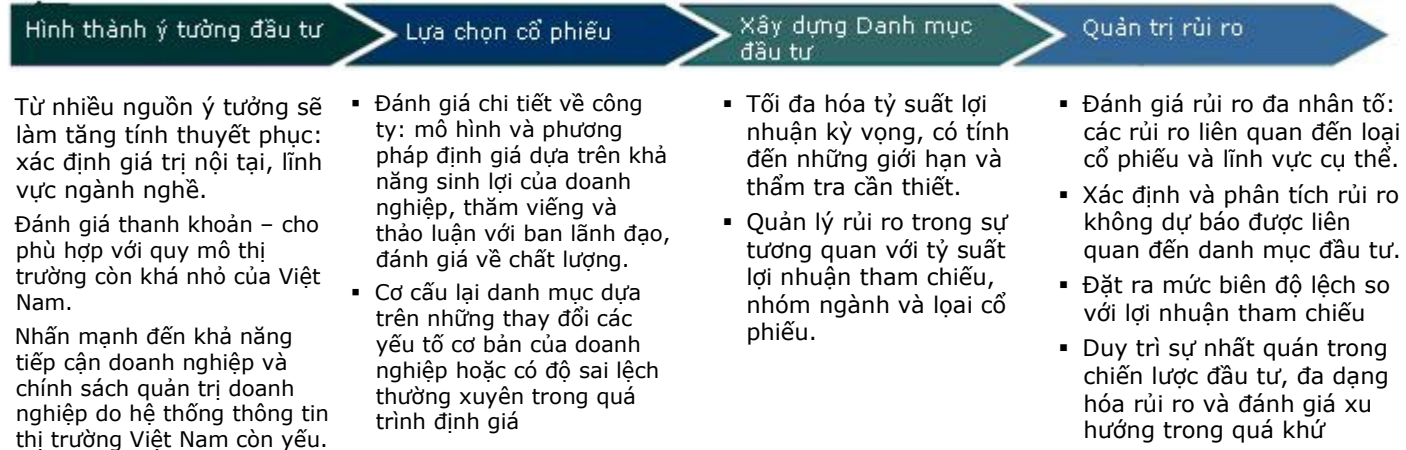 Hình thành ý tưởng đầu tư
Lựa chọn cổ phiếu
Xây dựng Danh mục
đầu tư
Quản trị rủi ro
Từ nhiều nguồn ý tưởng sẽ
làm tăng tính thuyết phục:
xác định giá trị nội tại, lĩnh
vực ngành nghề.
Đánh giá thanh khoản – cho
phù hợp với quy mô thị
trường còn khá nhỏ của Việt
Nam.
Nhấn mạnh đến khả năng
tiếp cận doanh nghiệp và
chính sách quản trị doanh
nghiệp do hệ thống thông tin
thị trường Việt Nam còn yếu.
▪ Đánh giá chi tiết về công
ty: mô hình và phương
pháp định giá dựa trên khả
năng sinh lợi của doanh
nghiệp, thăm viếng và
thảo luận với ban lãnh đạo,
đánh giá về chất lượng.
▪ Cơ cấu lại danh mục dựa
trên những thay đổi các
yếu tố cơ bản của doanh
nghiệp hoặc có độ sai lệch
thường xuyên trong quá
trình định giá
▪ Tối đa hóa tỷ suất lợi
nhuận kỳ vọng, có tính
đến những giới hạn và
thẩm tra cần thiết.
▪ Quản lý rủi ro trong sự
tương quan với tỷ suất
lợi nhuận tham chiếu,
nhóm ngành và lọai cổ
phiếu.
▪ Đánh giá rủi ro đa nhân tố:
các rủi ro liên quan đến loại
cổ phiếu và lĩnh vực cụ thể.
▪ Xác định và phân tích rủi ro
không dự báo được liên
quan đến danh mục đầu tư.
▪ Đặt ra mức biên độ lệch so
với lợi nhuận tham chiếu
▪ Duy trì sự nhất quán trong
chiến lược đầu tư, đa dạng
hóa rủi ro và đánh giá xu
hướng trong quá khứ